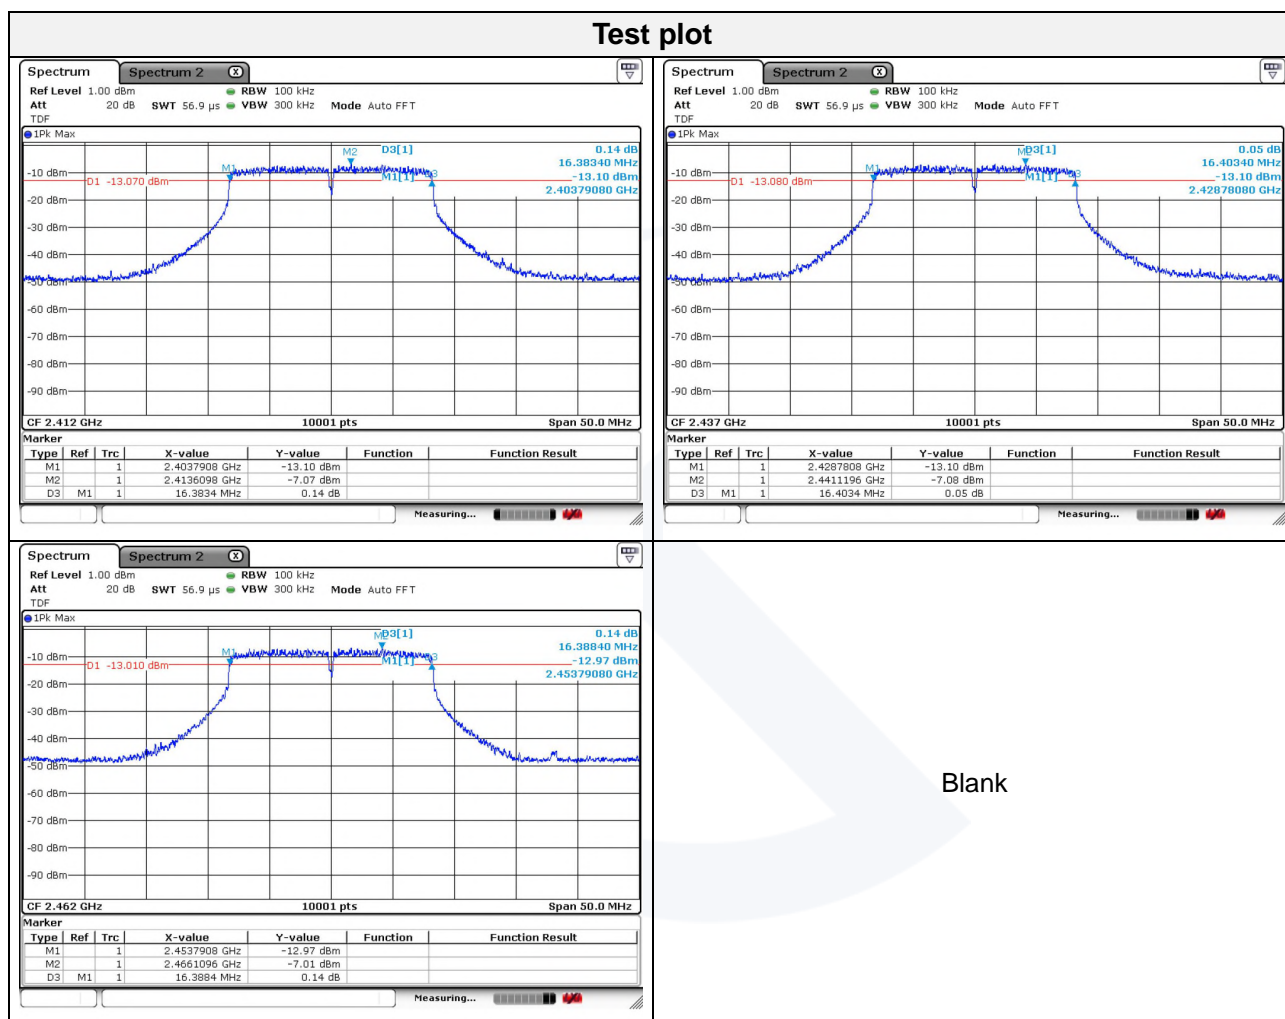 Test plot
Spectrum Spectrum 2 X
Ref Level 1.00 dBm RBW 100 kHz
Att 20 dB SWT 56.9 µs VBW 300 kHz Mode Auto FFT
TDF
1Pk Max
D3[1] 0.14 dB
16.38340 MHz
M1[1] -13.10 dBm
2.40379080 GHz
M1
M2
D3
D1 -13.070 dBm
-10 dBm
-20 dBm
-30 dBm
-40 dBm
-50 dBm
-60 dBm
-70 dBm
-80 dBm
-90 dBm
CF 2.412 GHz 10001 pts Span 50.0 MHz
Marker
Type Ref Trc X-value Y-value Function Function Result
M1 1 2.4037908 GHz -13.10 dBm
M2 1 2.4136098 GHz -7.07 dBm
D3 M1 1 16.3834 MHz 0.14 dB
Measuring...
Spectrum Spectrum 2 X
Ref Level 1.00 dBm RBW 100 kHz
Att 20 dB SWT 56.9 µs VBW 300 kHz Mode Auto FFT
TDF
1Pk Max
D3[1] 0.05 dB
16.40340 MHz
M1[1] -13.10 dBm
2.42878080 GHz
M1
M2
D3
D1 -13.080 dBm
-10 dBm
-20 dBm
-30 dBm
-40 dBm
-50 dBm
-60 dBm
-70 dBm
-80 dBm
-90 dBm
CF 2.437 GHz 10001 pts Span 50.0 MHz
Marker
Type Ref Trc X-value Y-value Function Function Result
M1 1 2.4287808 GHz -13.10 dBm
M2 1 2.4411196 GHz -7.08 dBm
D3 M1 1 16.4034 MHz 0.05 dB
Measuring...
Spectrum Spectrum 2 X
Ref Level 1.00 dBm RBW 100 kHz
Att 20 dB SWT 56.9 µs VBW 300 kHz Mode Auto FFT
TDF
1Pk Max
D3[1] 0.14 dB
16.38840 MHz
M1[1] -12.97 dBm
2.45379080 GHz
M1
M2
D3
D1 -13.010 dBm
-10 dBm
-20 dBm
-30 dBm
-40 dBm
-50 dBm
-60 dBm
-70 dBm
-80 dBm
-90 dBm
CF 2.462 GHz 10001 pts Span 50.0 MHz
Marker
Type Ref Trc X-value Y-value Function Function Result
M1 1 2.4537908 GHz -12.97 dBm
M2 1 2.4661096 GHz -7.01 dBm
D3 M1 1 16.3884 MHz 0.14 dB
Measuring...
Blank